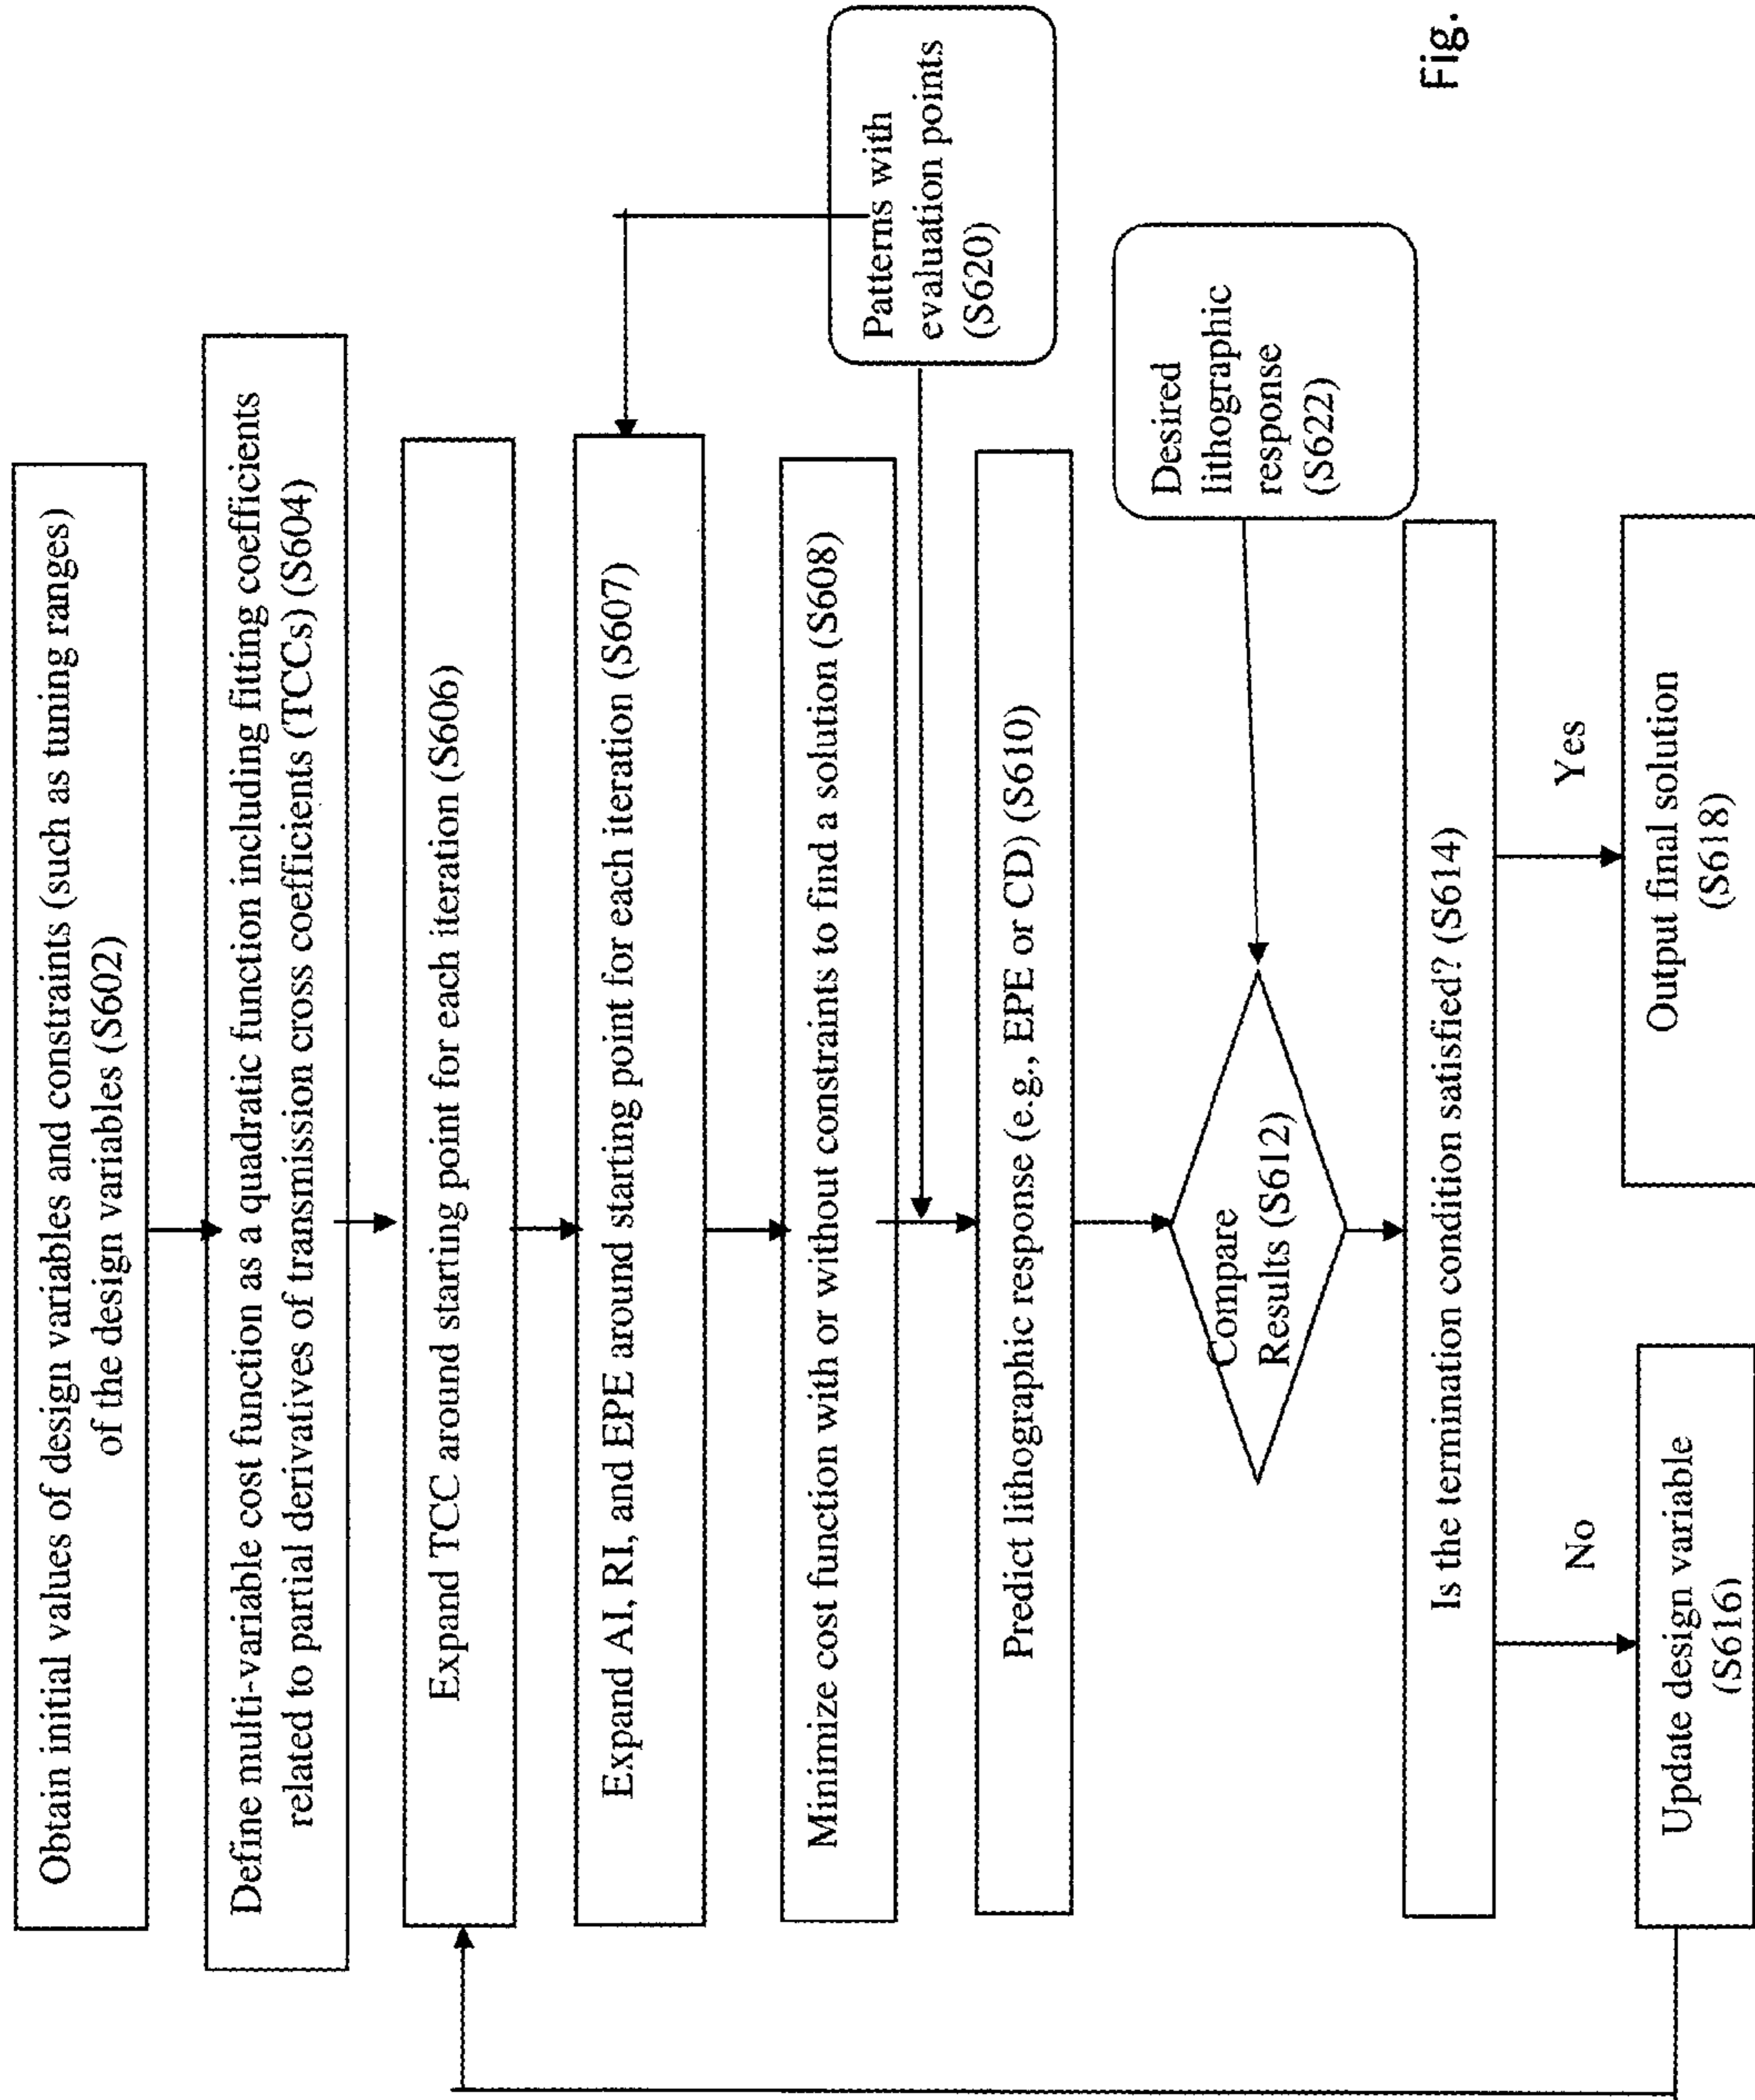 Obtain initial values of design variables and constraints (such as tuning ranges)
of the design variables (S602)
Define multi-variable cost function as a quadratic function including fitting coefficients
related to partial derivatives of transmission cross coefficients (TCCs) (S604)
Expand TCC around starting point for each iteration (S606)
Expand AI, RI, and EPE around starting point for each iteration (S607)
Patterns with
evaluation points
(S620)
Minimize cost function with or without constraints to find a solution (S608)
Predict lithographic response (e.g., EPE or CD) (S610)
Desired
lithographic
response
(S622)
Compare
Results (S612)
Is the termination condition satisfied? (S614)
No
Yes
Update design variable
(S616)
Output final solution
(S618)
Fig.